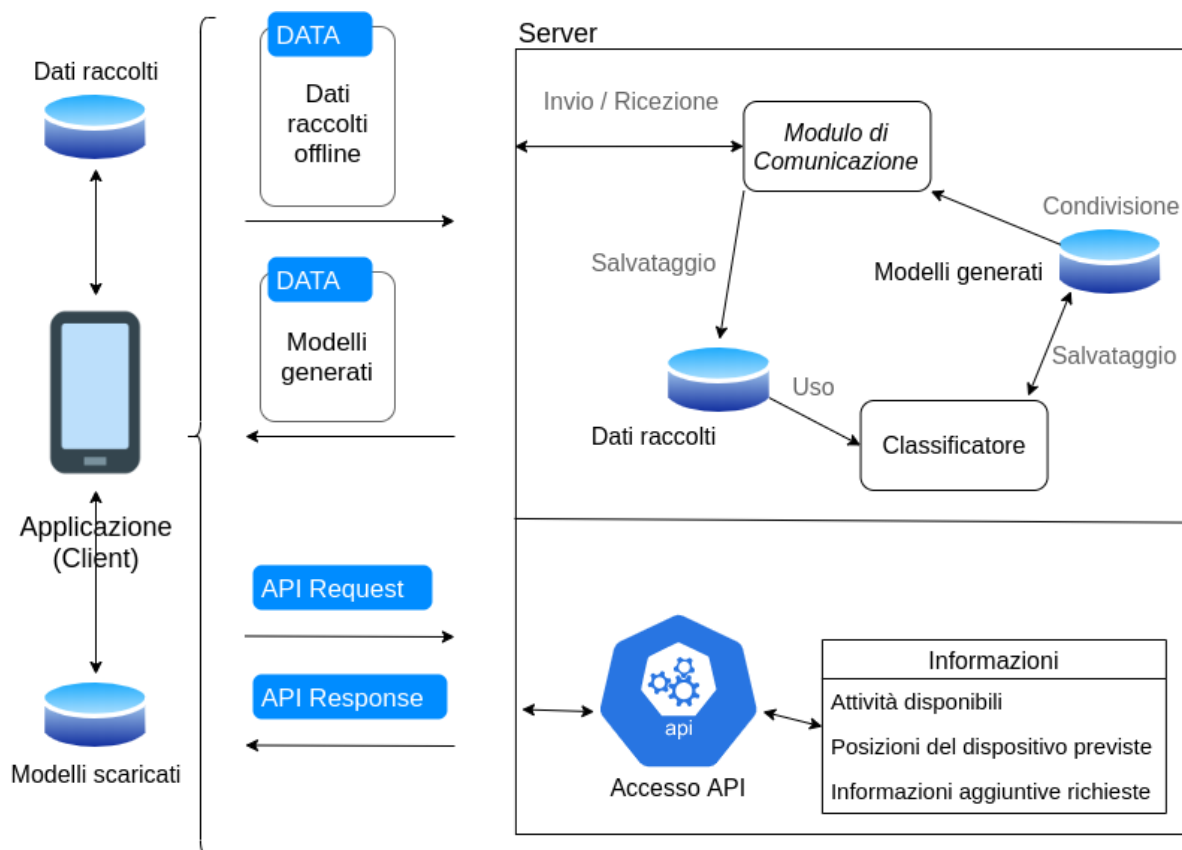 Dati raccolti
Applicazione
(Client)
Modelli scaricati
DATA
Dati
raccolti
offline
DATA
Modelli
generati
API Request
API Response
Server
Invio / Ricezione
Modulo di
Comunicazione
Condivisione
Modelli generati
Salvataggio
Salvataggio
Uso
Dati raccolti
Classificatore
api
Accesso API
Informazioni
Attività disponibili
Posizioni del dispositivo previste
Informazioni aggiuntive richieste